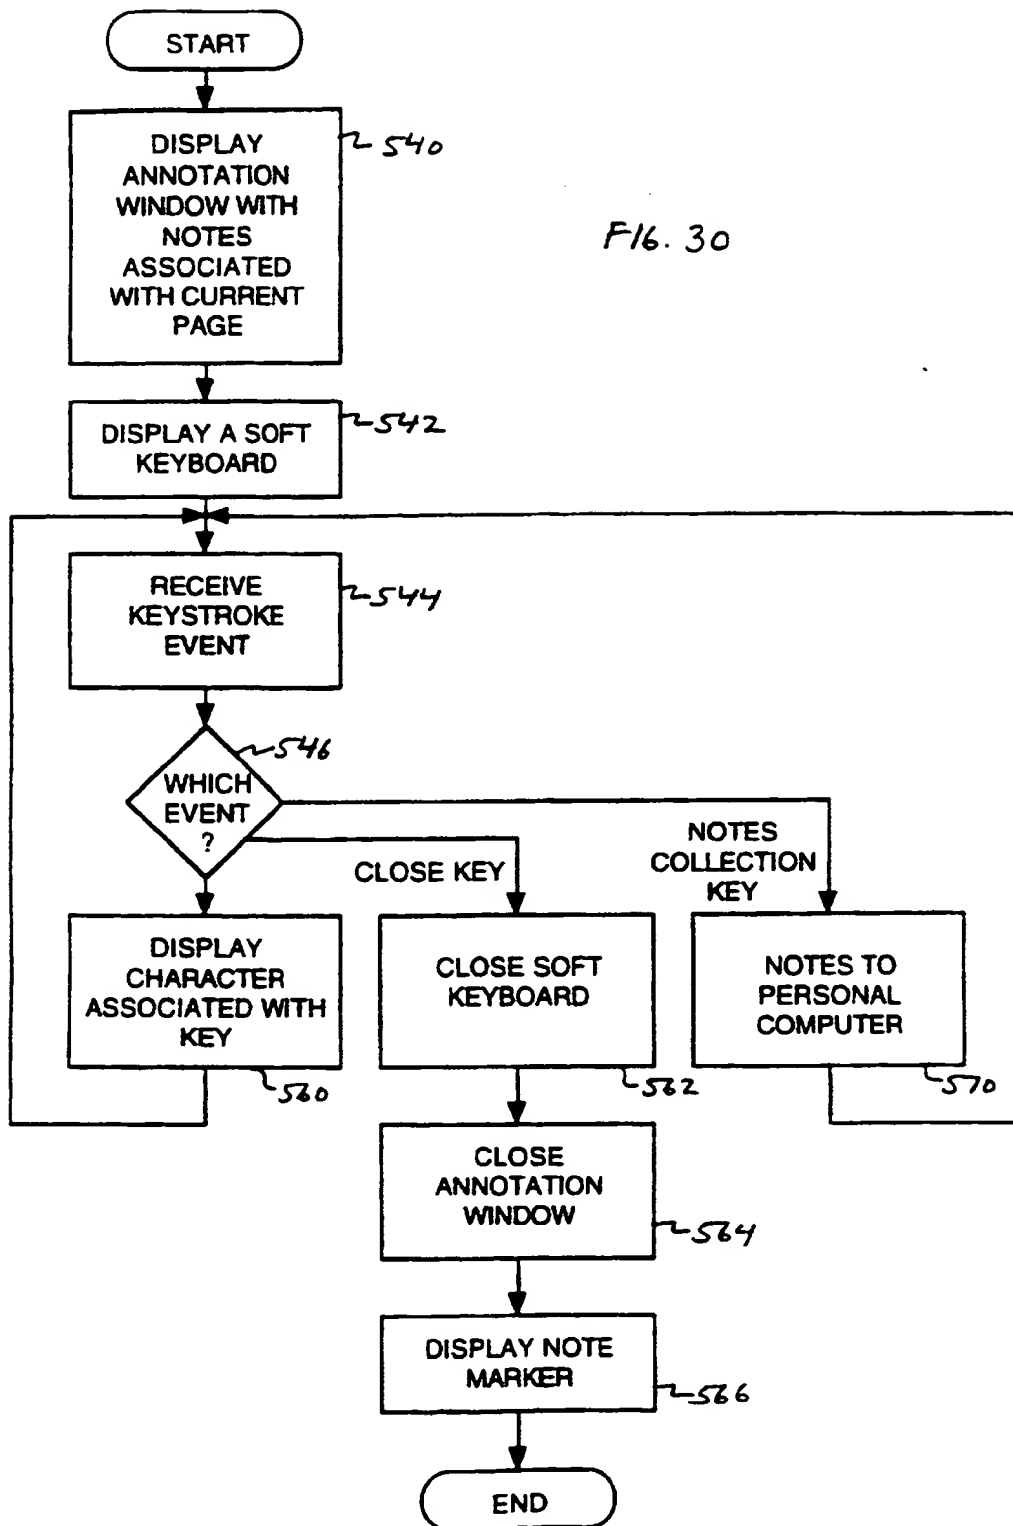 START
DISPLAY
ANNOTATION
WINDOW WITH
NOTES
ASSOCIATED
WITH CURRENT
PAGE
540
FIG. 30
DISPLAY A SOFT
KEYBOARD
542
RECEIVE
KEYSTROKE
EVENT
544
WHICH
EVENT
?
546
CLOSE KEY
NOTES
COLLECTION
KEY
DISPLAY
CHARACTER
ASSOCIATED WITH
KEY
560
CLOSE SOFT
KEYBOARD
562
NOTES TO
PERSONAL
COMPUTER
570
CLOSE
ANNOTATION
WINDOW
564
DISPLAY NOTE
MARKER
566
END